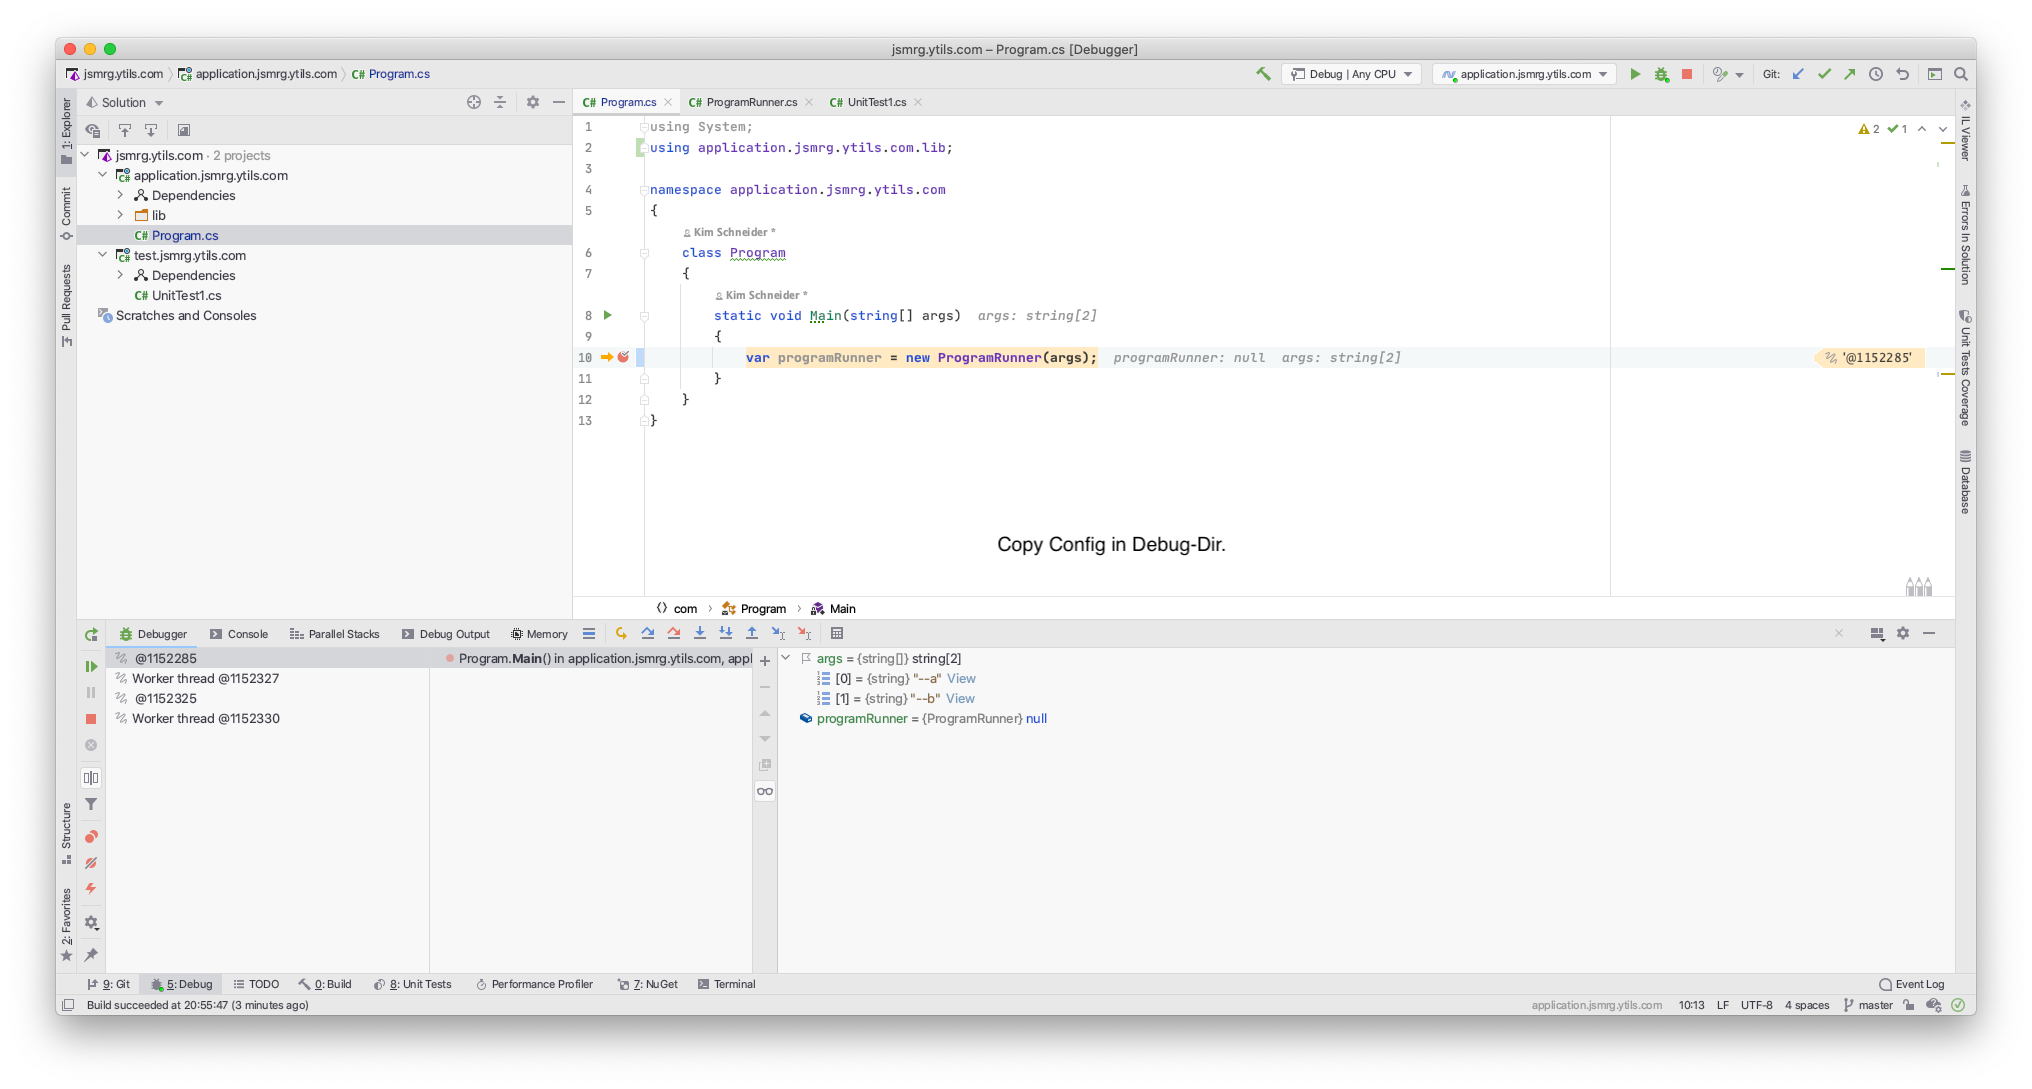 jsmrg.ytils.com – Program.cs [Debugger]
jsmrg.ytils.com application.jsmrg.ytils.com C# Program.cs
Debug | Any CPU application.jsmrg.ytils.com Git:
1: Explorer
Commit
Pull Requests
Structure
2: Favorites
Solution
jsmrg.ytils.com · 2 projects
application.jsmrg.ytils.com
Dependencies
lib
C# Program.cs
test.jsmrg.ytils.com
Dependencies
C# UnitTest1.cs
Scratches and Consoles
C# Program.cs C# ProgramRunner.cs C# UnitTest1.cs
1 using System;
2 using application.jsmrg.ytils.com.lib;
3
4 namespace application.jsmrg.ytils.com
5 {
Kim Schneider *
6 class Program
7 {
Kim Schneider *
8 static void Main(string[] args) args: string[2]
9 {
10 var programRunner = new ProgramRunner(args); programRunner: null args: string[2] '@1152285'
11 }
12 }
13 }
2 1
Copy Config in Debug-Dir.
com Program Main
IL Viewer
Errors In Solution
Unit Tests Coverage
Database
Debugger Console Parallel Stacks Debug Output Memory
@1152285
Worker thread @1152327
@1152325
Worker thread @1152330
Program.Main() in application.jsmrg.ytils.com, appl
args = {string[]} string[2]
[0] = {string} "--a" View
[1] = {string} "--b" View
programRunner = {ProgramRunner} null
9: Git 5: Debug TODO 0: Build 8: Unit Tests Performance Profiler 7: NuGet Terminal Event Log
Build succeeded at 20:55:47 (3 minutes ago) application.jsmrg.ytils.com 10:13 LF UTF-8 4 spaces master